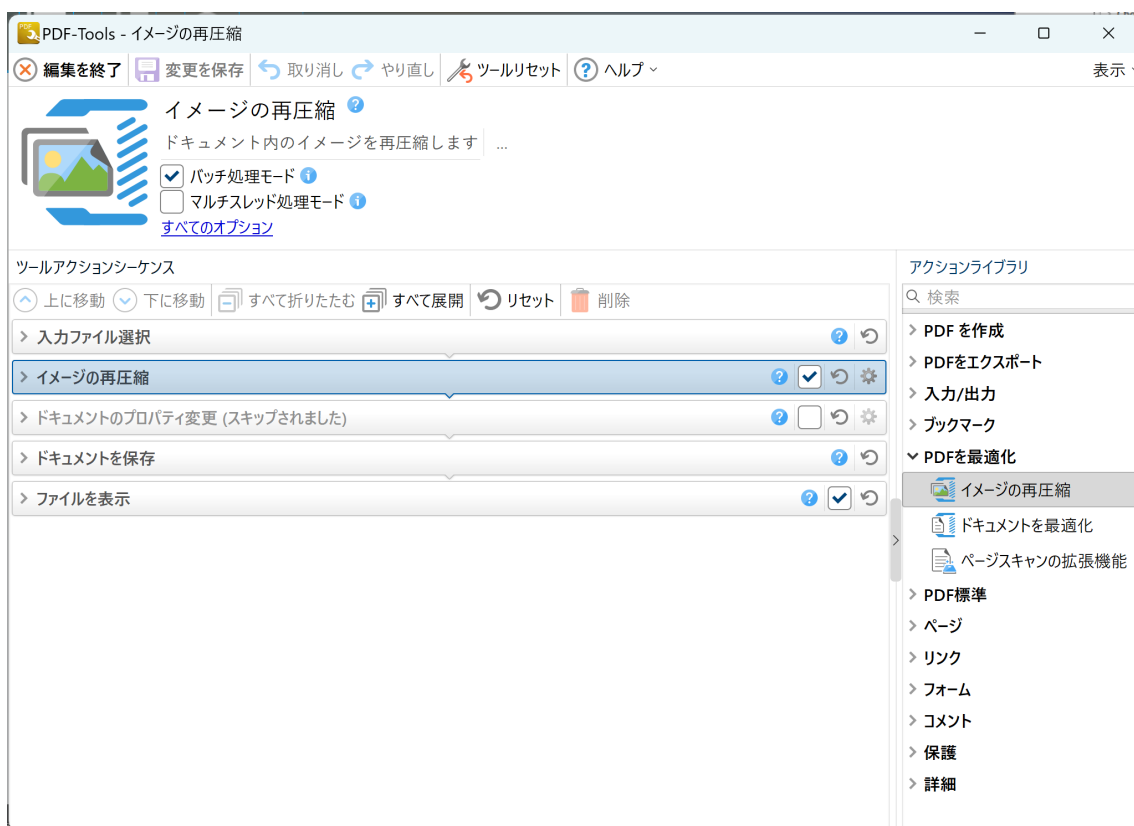 PDF-Tools - イメージの再圧縮
編集を終了 変更を保存 取り消し やり直し ツールリセット ヘルプ 表示
イメージの再圧縮
ドキュメント内のイメージを再圧縮します ...
バッチ処理モード
マルチスレッド処理モード
すべてのオプション
ツールアクションシーケンス
上に移動 下に移動 すべて折りたたむ すべて展開 リセット 削除
入力ファイル選択
イメージの再圧縮
ドキュメントのプロパティ変更 (スキップされました)
ドキュメントを保存
ファイルを表示
アクションライブラリ
検索
PDF を作成
PDFをエクスポート
入力/出力
ブックマーク
PDFを最適化
イメージの再圧縮
ドキュメントを最適化
ページスキャンの拡張機能
PDF標準
ページ
リンク
フォーム
コメント
保護
詳細